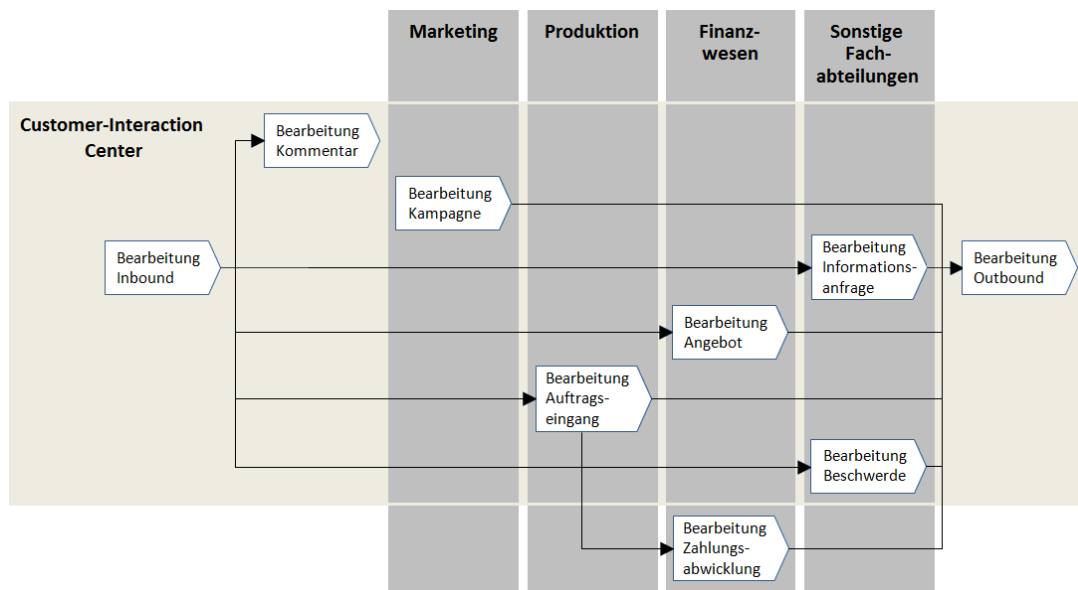 Marketing
Produktion
Finanz-
wesen
Sonstige
Fach-
abteilungen
Customer-Interaction
Center
Bearbeitung
Kommentar
Bearbeitung
Kampagne
Bearbeitung
Inbound
Bearbeitung
Informations-
anfrage
Bearbeitung
Outbound
Bearbeitung
Angebot
Bearbeitung
Auftrags-
eingang
Bearbeitung
Beschwerde
Bearbeitung
Zahlungs-
abwicklung